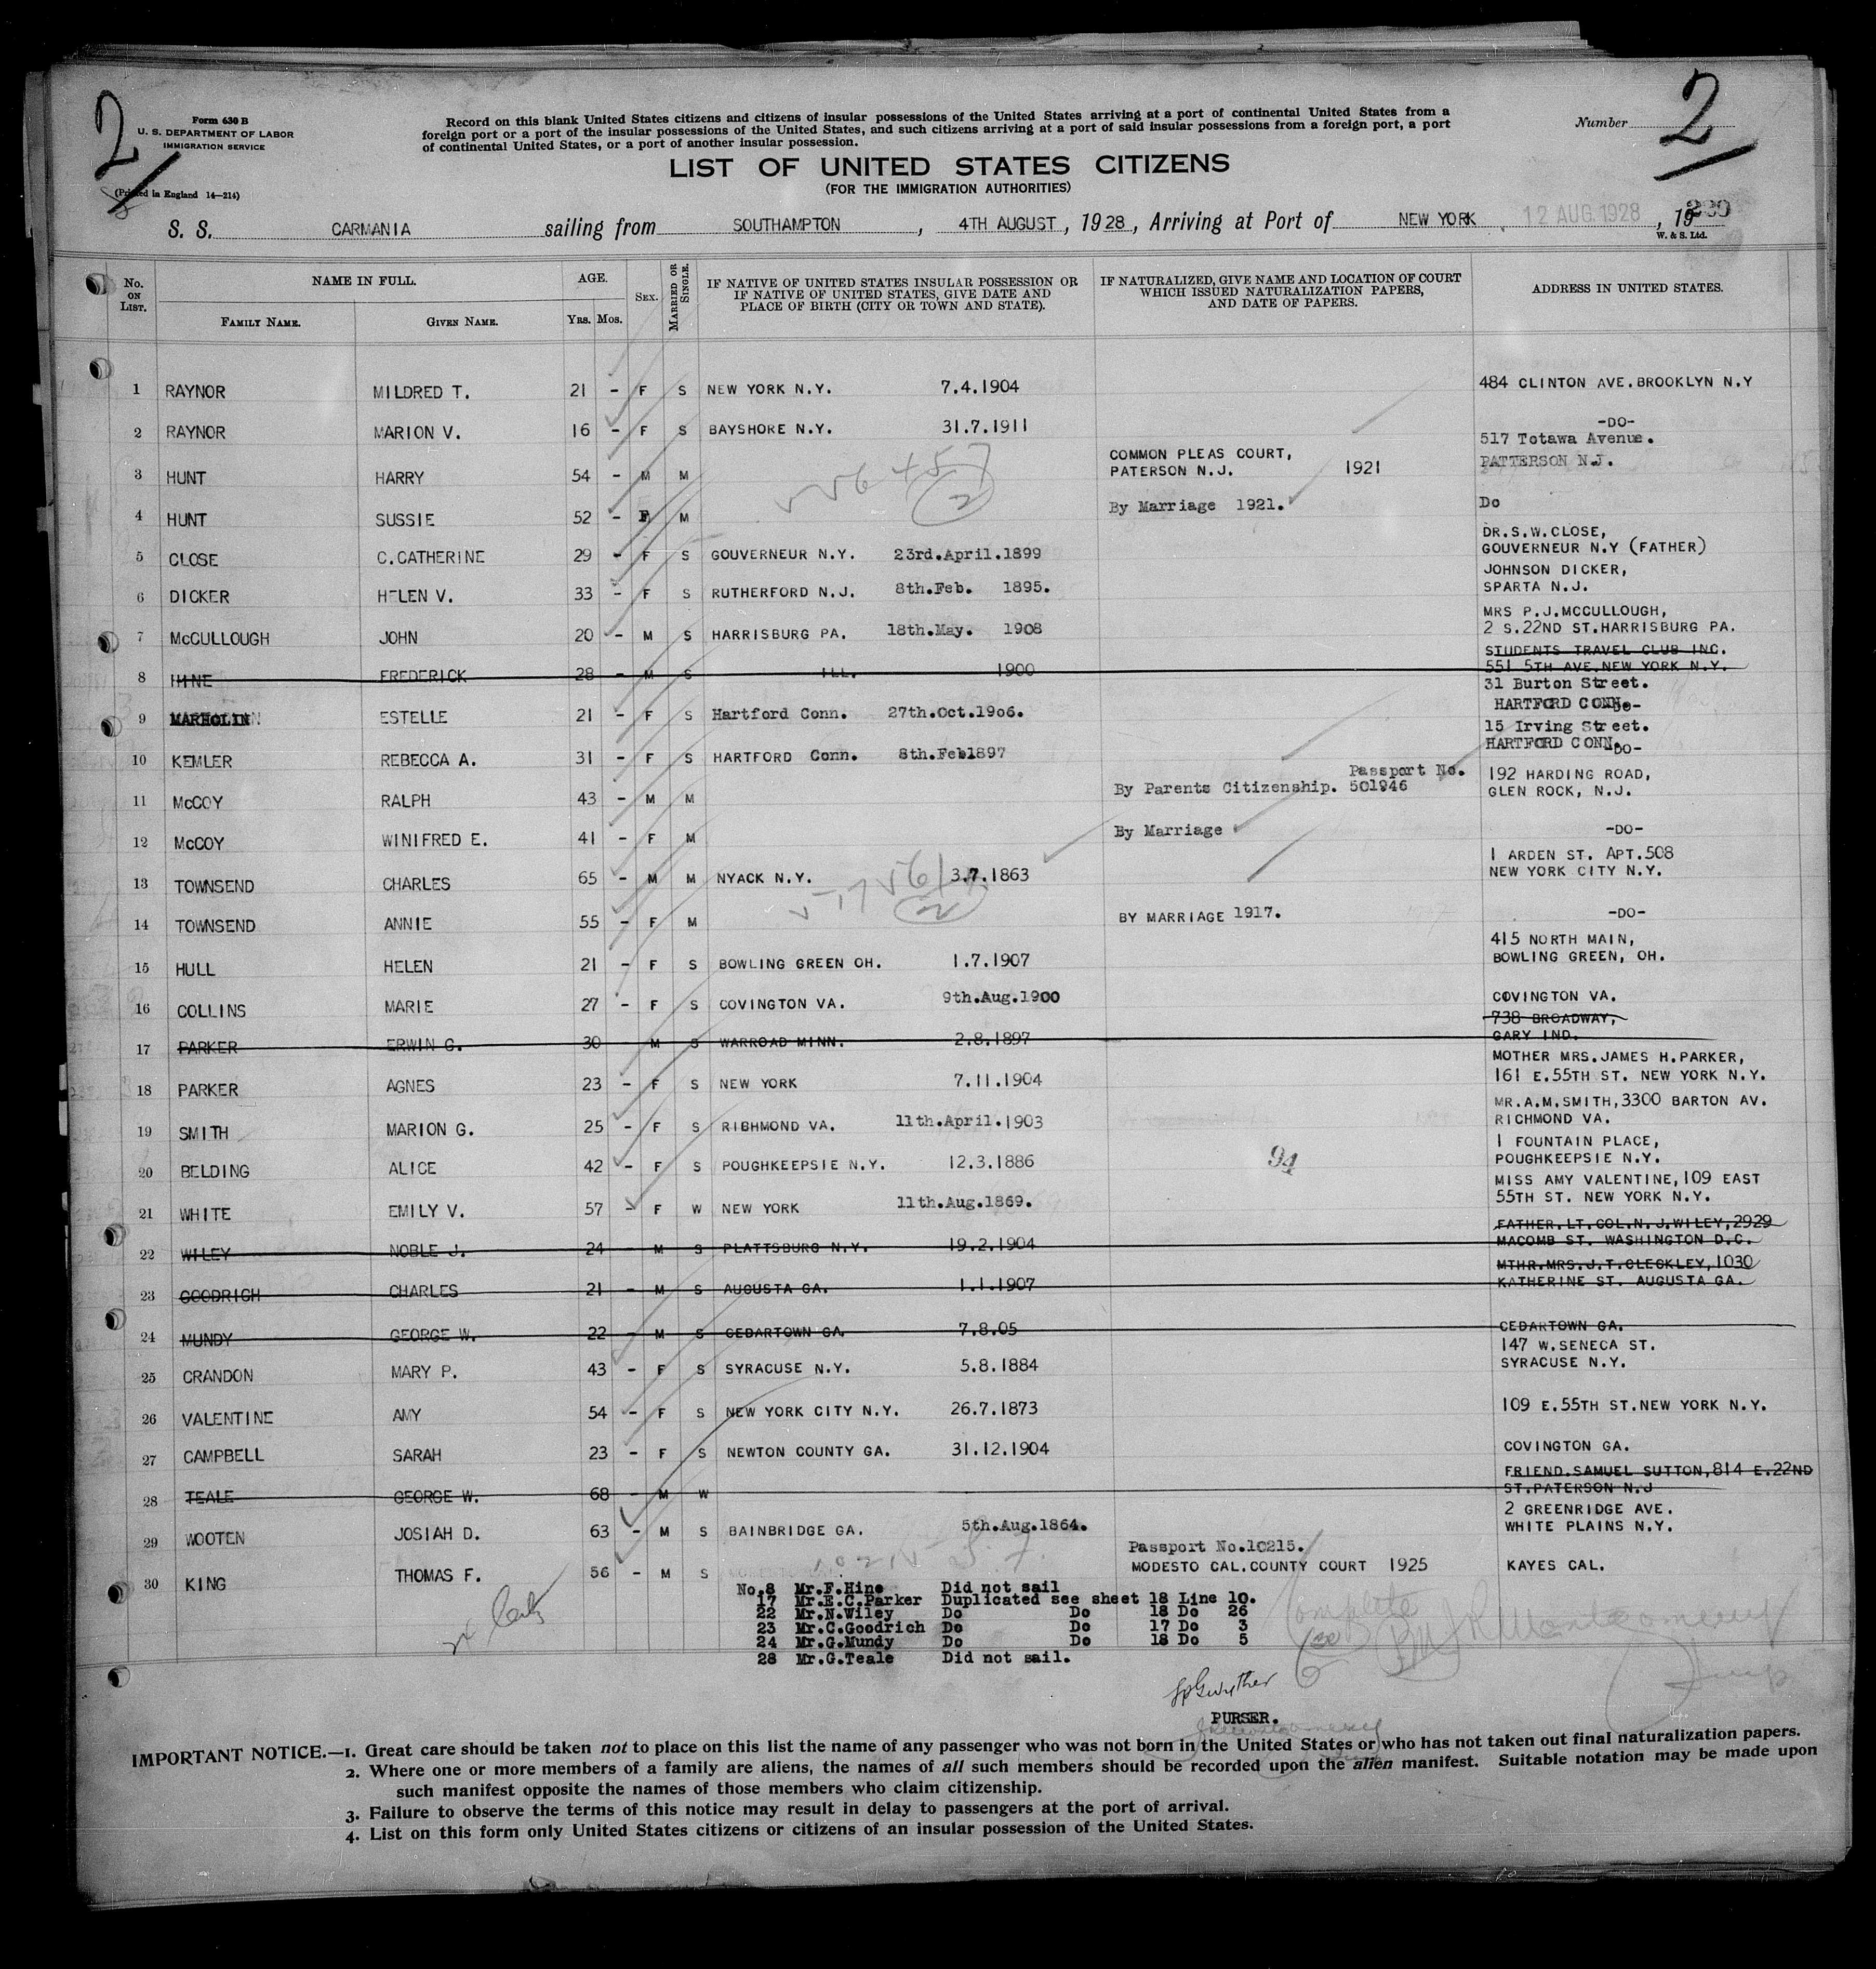 2
Form 630 B
U. S. DEPARTMENT OF LABOR
IMMIGRATION SERVICE
(Printed in England 14—214)
Record on this blank United States citizens and citizens of insular possessions of the United States arriving at a port of continental United States from a
foreign port or a port of the insular possessions of the United States, and such citizens arriving at a port of said insular possessions from a foreign port, a port
of continental United States, or a port of another insular possession.
Number 2
LIST OF UNITED STATES CITIZENS
(FOR THE IMMIGRATION AUTHORITIES)
S. S. CARMANIA sailing from SOUTHAMPTON, 4TH AUGUST, 1928, Arriving at Port of NEW YORK 12 AUG. 1928, 19
W. & S. Ltd.
No. ON LIST. NAME IN FULL. FAMILY NAME. GIVEN NAME. AGE. YRS. MOS. SEX. MARRIED OR SINGLE. IF NATIVE OF UNITED STATES INSULAR POSSESSION OR IF NATIVE OF UNITED STATES, GIVE DATE AND PLACE OF BIRTH (CITY OR TOWN AND STATE). IF NATURALIZED, GIVE NAME AND LOCATION OF COURT WHICH ISSUED NATURALIZATION PAPERS, AND DATE OF PAPERS. ADDRESS IN UNITED STATES.
1 RAYNOR MILDRED T. 21 - F S NEW YORK N.Y. 7.4.1904 484 CLINTON AVE. BROOKLYN N.Y
2 RAYNOR MARION V. 16 - F S BAYSHORE N.Y. 31.7.1911 -DO-
3 HUNT HARRY 54 - M M COMMON PLEAS COURT, PATERSON N.J. 1921 517 Totawa Avenue. PATTERSON N.J.
4 HUNT SUSSIE 52 - F M By Marriage 1921. Do
5 CLOSE C.CATHERINE 29 - F S GOUVERNEUR N.Y. 23rd.April.1899 DR.S.W.CLOSE, GOUVERNEUR N.Y (FATHER)
6 DICKER HELEN V. 33 - F S RUTHERFORD N.J. 8th.Feb. 1895. JOHNSON DICKER, SPARTA N.J.
7 McCULLOUGH JOHN 20 - M S HARRISBURG PA. 18th.May. 1908 MRS P.J.MCCULLOUGH, 2 S.22ND ST.HARRISBURG PA.
8 HINE FREDERICK 28 - M S ILL. 1900 STUDENTS TRAVEL CLUB INC. 551 5TH AVE.NEW YORK N.Y.
9 MARHOLIN ESTELLE 21 - F S Hartford Conn. 27th.Oct.1906. 31 Burton Street. HARTFORD CONN.
10 KEMLER REBECCA A. 31 - F S HARTFORD Conn. 8th.Feb1897 15 Irving Street. HARTFORD CONN. -DO-
11 McCOY RALPH 43 - M M By Parents Citizenship. Passport No. 501946 192 HARDING ROAD, GLEN ROCK, N.J.
12 McCOY WINIFRED E. 41 - F M By Marriage -DO-
13 TOWNSEND CHARLES 65 - M M NYACK N.Y. 3.7.1863 1 ARDEN ST. APT.508 NEW YORK CITY N.Y.
14 TOWNSEND ANNIE 55 - F M BY MARRIAGE 1917. -DO-
15 HULL HELEN 21 - F S BOWLING GREEN OH. 1.7.1907 415 NORTH MAIN, BOWLING GREEN, OH.
16 COLLINS MARIE 27 - F S COVINGTON VA. 9th.Aug.1900 COVINGTON VA.
17 PARKER ERWIN C. 30 M S WARROAD MINN. 2.8.1897 738 BROADWAY, GARY IND.
18 PARKER AGNES 23 - F S NEW YORK 7.11.1904 MOTHER MRS.JAMES H.PARKER, 161 E.55TH ST. NEW YORK N.Y.
19 SMITH MARION G. 25 - F S RIBHMOND VA. 11th.April.1903 MR.A.M.SMITH, 3300 BARTON AV. RICHMOND VA.
20 BELDING ALICE 42 - F S POUGHKEEPSIE N.Y. 12.3.1886 94 1 FOUNTAIN PLACE, POUGHKEEPSIE N.Y.
21 WHITE EMILY V. 57 - F W NEW YORK 11th.Aug.1869. MISS AMY VALENTINE, 109 EAST 55TH ST. NEW YORK N.Y.
22 WILEY NOBLE J. 24 - M S PLATTSBURG N.Y. 19.2.1904 FATHER.LT.COL.N.J.WILEY, 2929 MACOMB ST. WASHINGTON D.C.
23 GOODRICH CHARLES 21 - M S AUGUSTA GA. 1.1.1907 MTHR.MRS.J.T.CLECKLEY, 1030 KATHERINE ST. AUGUSTA GA.
24 MUNDY GEORGE W. 22 - M S CEDARTOWN GA. 7.8.05 CEDARTOWN GA.
25 CRANDON MARY P. 43 - F S SYRACUSE N.Y. 5.8.1884 147 W.SENECA ST. SYRACUSE N.Y.
26 VALENTINE AMY 54 - F S NEW YORK CITY N.Y. 26.7.1873 109 E.55TH ST.NEW YORK N.Y.
27 CAMPBELL SARAH 23 - F S NEWTON COUNTY GA. 31.12.1904 COVINGTON GA.
28 TEALE GEORGE W. 68 - M W FRIEND.SAMUEL SUTTON, 814 E.22ND ST.PATERSON N.J
29 WOOTEN JOSIAH D. 63 - M S BAINBRIDGE GA. 5th.Aug.1864. 2 GREENRIDGE AVE. WHITE PLAINS N.Y.
30 KING THOMAS F. 56 - M S Passport No.10215. MODESTO CAL.COUNTY COURT 1925 KAYES CAL.
No.8 Mr.F.Hine Did not sail
17 Mr.E.C.Parker Duplicated see sheet 18 Line 10.
22 Mr.N.Wiley Do Do 18 Do 26
23 Mr.C.Goodrich Do Do 17 Do 3
24 Mr.G.Mundy Do Do 18 Do 5
28 Mr.G.Teale Did not sail.
Complete
PURSER.
IMPORTANT NOTICE.—1. Great care should be taken not to place on this list the name of any passenger who was not born in the United States or who has not taken out final naturalization papers.
2. Where one or more members of a family are aliens, the names of all such members should be recorded upon the alien manifest. Suitable notation may be made upon
such manifest opposite the names of those members who claim citizenship.
3. Failure to observe the terms of this notice may result in delay to passengers at the port of arrival.
4. List on this form only United States citizens or citizens of an insular possession of the United States.